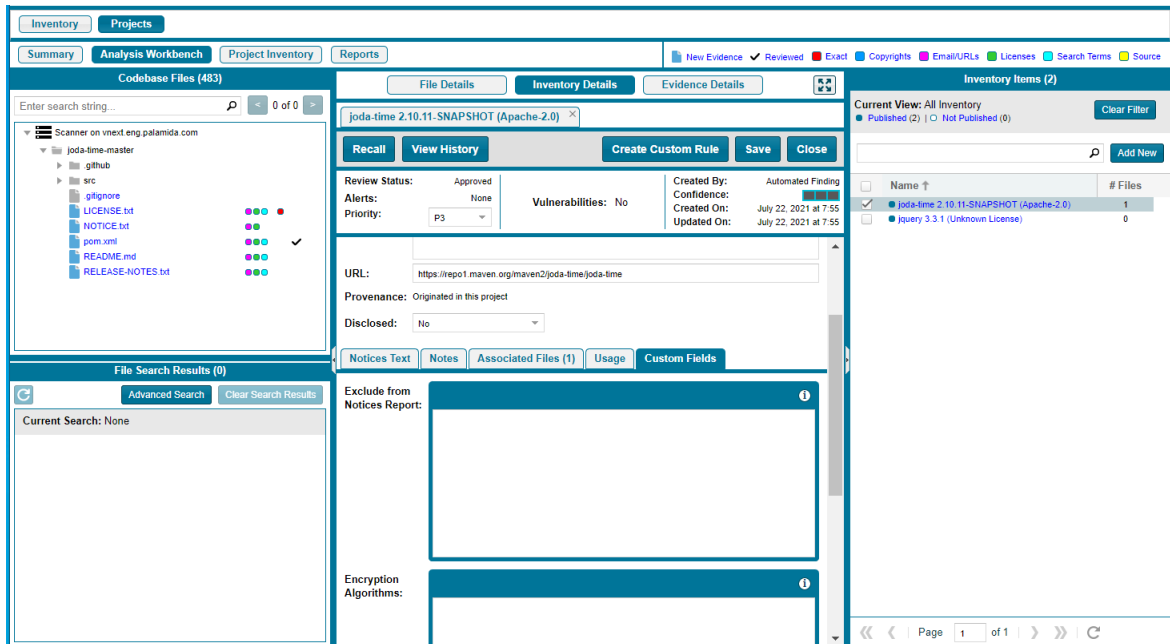 Inventory Projects
Summary Analysis Workbench Project Inventory Reports
New Evidence Reviewed Exact Copyrights Email/URLs Licenses Search Terms Source
Codebase Files (483)
Enter search string... < 0 of 0 >
Scanner on vnext.eng.palamida.com
joda-time-master
.github
src
.gitignore
LICENSE.txt
NOTICE.txt
pom.xml
README.md
RELEASE-NOTES.txt
File Search Results (0)
Advanced Search Clear Search Results
Current Search: None
File Details Inventory Details Evidence Details
joda-time 2.10.11-SNAPSHOT (Apache-2.0)
Recall View History Create Custom Rule Save Close
Review Status: Approved
Alerts: None
Priority: P3
Vulnerabilities: No
Created By: Automated Finding
Confidence:
Created On: July 22, 2021 at 7:55
Updated On: July 22, 2021 at 7:55
URL: https://repo1.maven.org/maven2/joda-time/joda-time
Provenance: Originated in this project
Disclosed: No
Notices Text Notes Associated Files (1) Usage Custom Fields
Exclude from
Notices Report:
Encryption
Algorithms:
Inventory Items (2)
Current View: All Inventory
Published (2) | Not Published (0)
Clear Filter
Add New
Name # Files
joda-time 2.10.11-SNAPSHOT (Apache-2.0) 1
jquery 3.3.1 (Unknown License) 0
Page 1 of 1